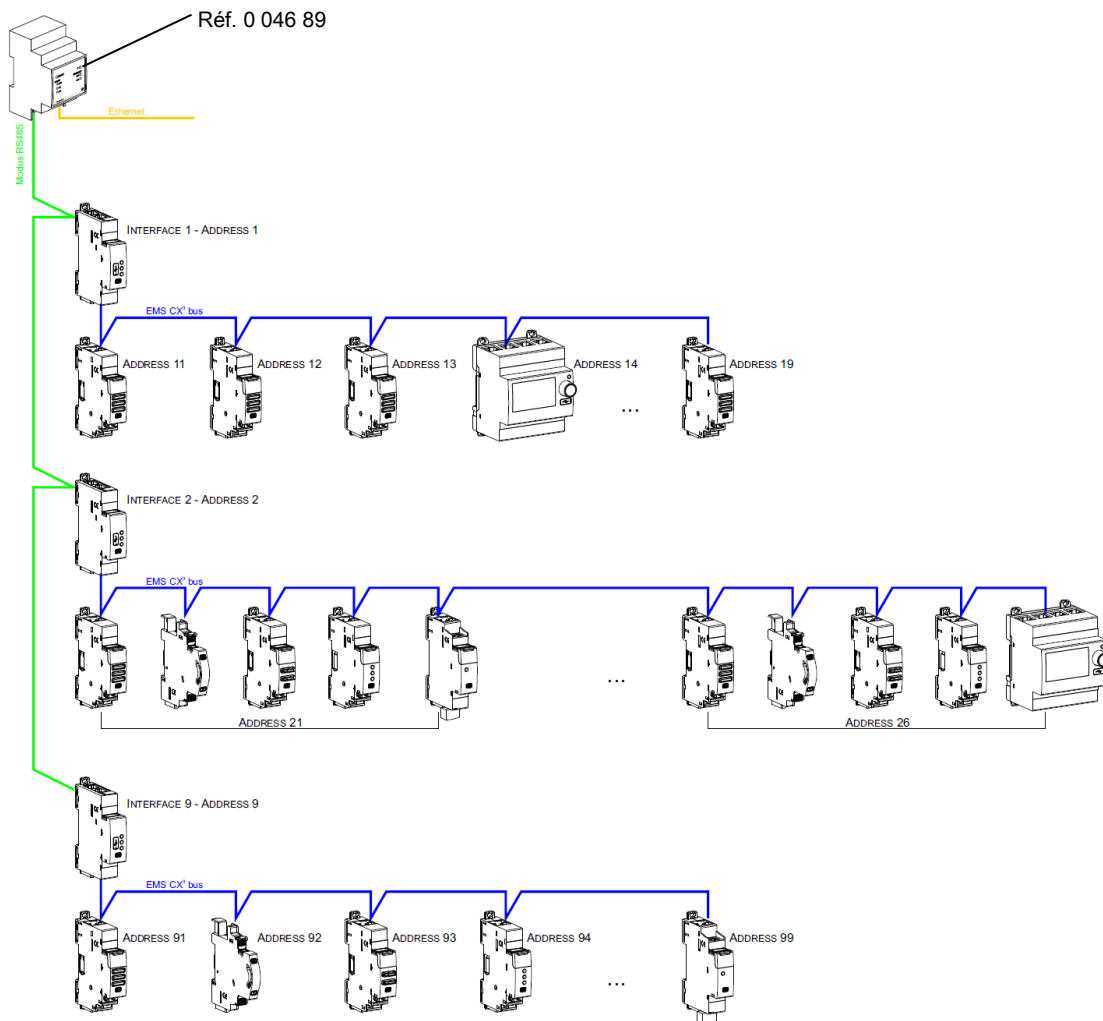 Réf. 0 046 89
Ethernet
Modus RS485
INTERFACE 1 - ADDRESS 1
EMS CX³ bus
ADDRESS 11
ADDRESS 12
ADDRESS 13
ADDRESS 14
ADDRESS 19
...
INTERFACE 2 - ADDRESS 2
EMS CX³ bus
...
ADDRESS 21
ADDRESS 26
INTERFACE 9 - ADDRESS 9
EMS CX³ bus
ADDRESS 91
ADDRESS 92
ADDRESS 93
ADDRESS 94
ADDRESS 99
...